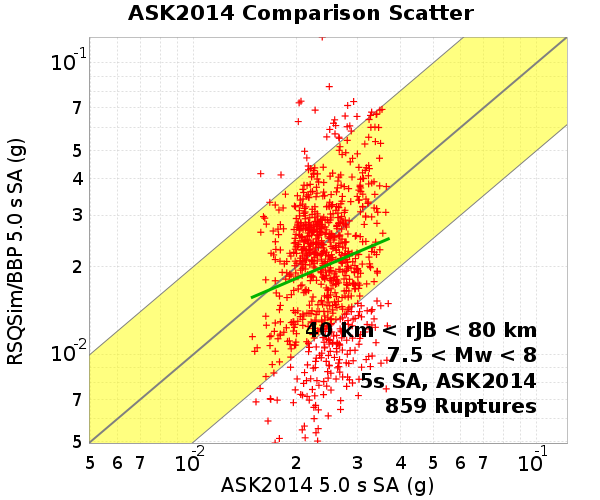 ASK2014 Comparison Scatter
RSQSim/BBP 5.0 s SA (g)
10-1
7
5
4
3
2
10-2
7
5
40 km < rJB < 80 km
7.5 < Mw < 8
5s SA, ASK2014
859 Ruptures
5 6 7 10-2 2 3 4 5 6 7 10-1
ASK2014 5.0 s SA (g)